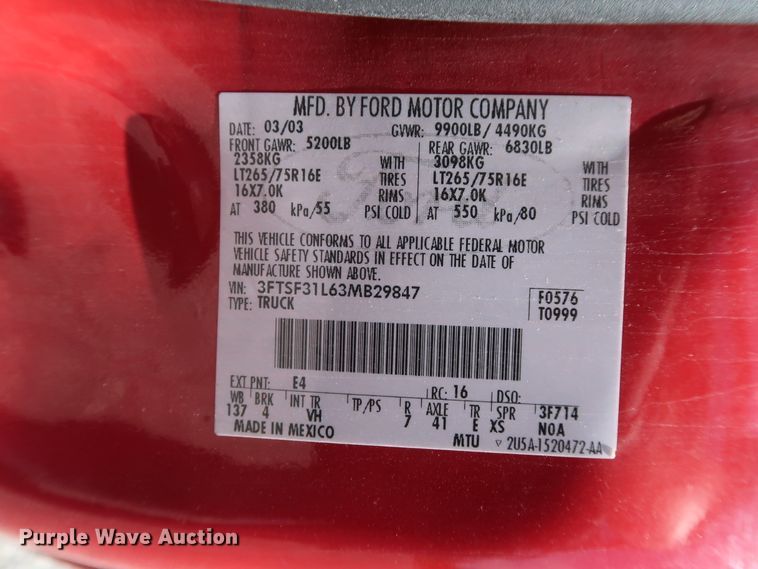 MFD. BY FORD MOTOR COMPANY
DATE: 03/03 GVWR: 9900LB/ 4490KG
FRONT GAWR: 5200LB REAR GAWR: 6830LB
2358KG WITH 3098KG WITH
LT265/75R16E TIRES LT265/75R16E TIRES
16X7.0K RIMS 16X7.0K RIMS
AT 380 kPa/55 PSI COLD AT 550 kPa/80 PSI COLD
THIS VEHICLE CONFORMS TO ALL APPLICABLE FEDERAL MOTOR
VEHICLE SAFETY STANDARDS IN EFFECT ON THE DATE OF
MANUFACTURE SHOWN ABOVE.
VIN: 3FTSF31L63MB29847 F0576
TYPE: TRUCK T0999
EXT PNT: E4 RC: 16 DSO:
WB BRK INT TR TP/PS R AXLE TR SPR 3F714
137 4 VH 7 41 E XS NOA
MADE IN MEXICO MTU 2U5A-1520472-AA
Ford
Purple Wave Auction